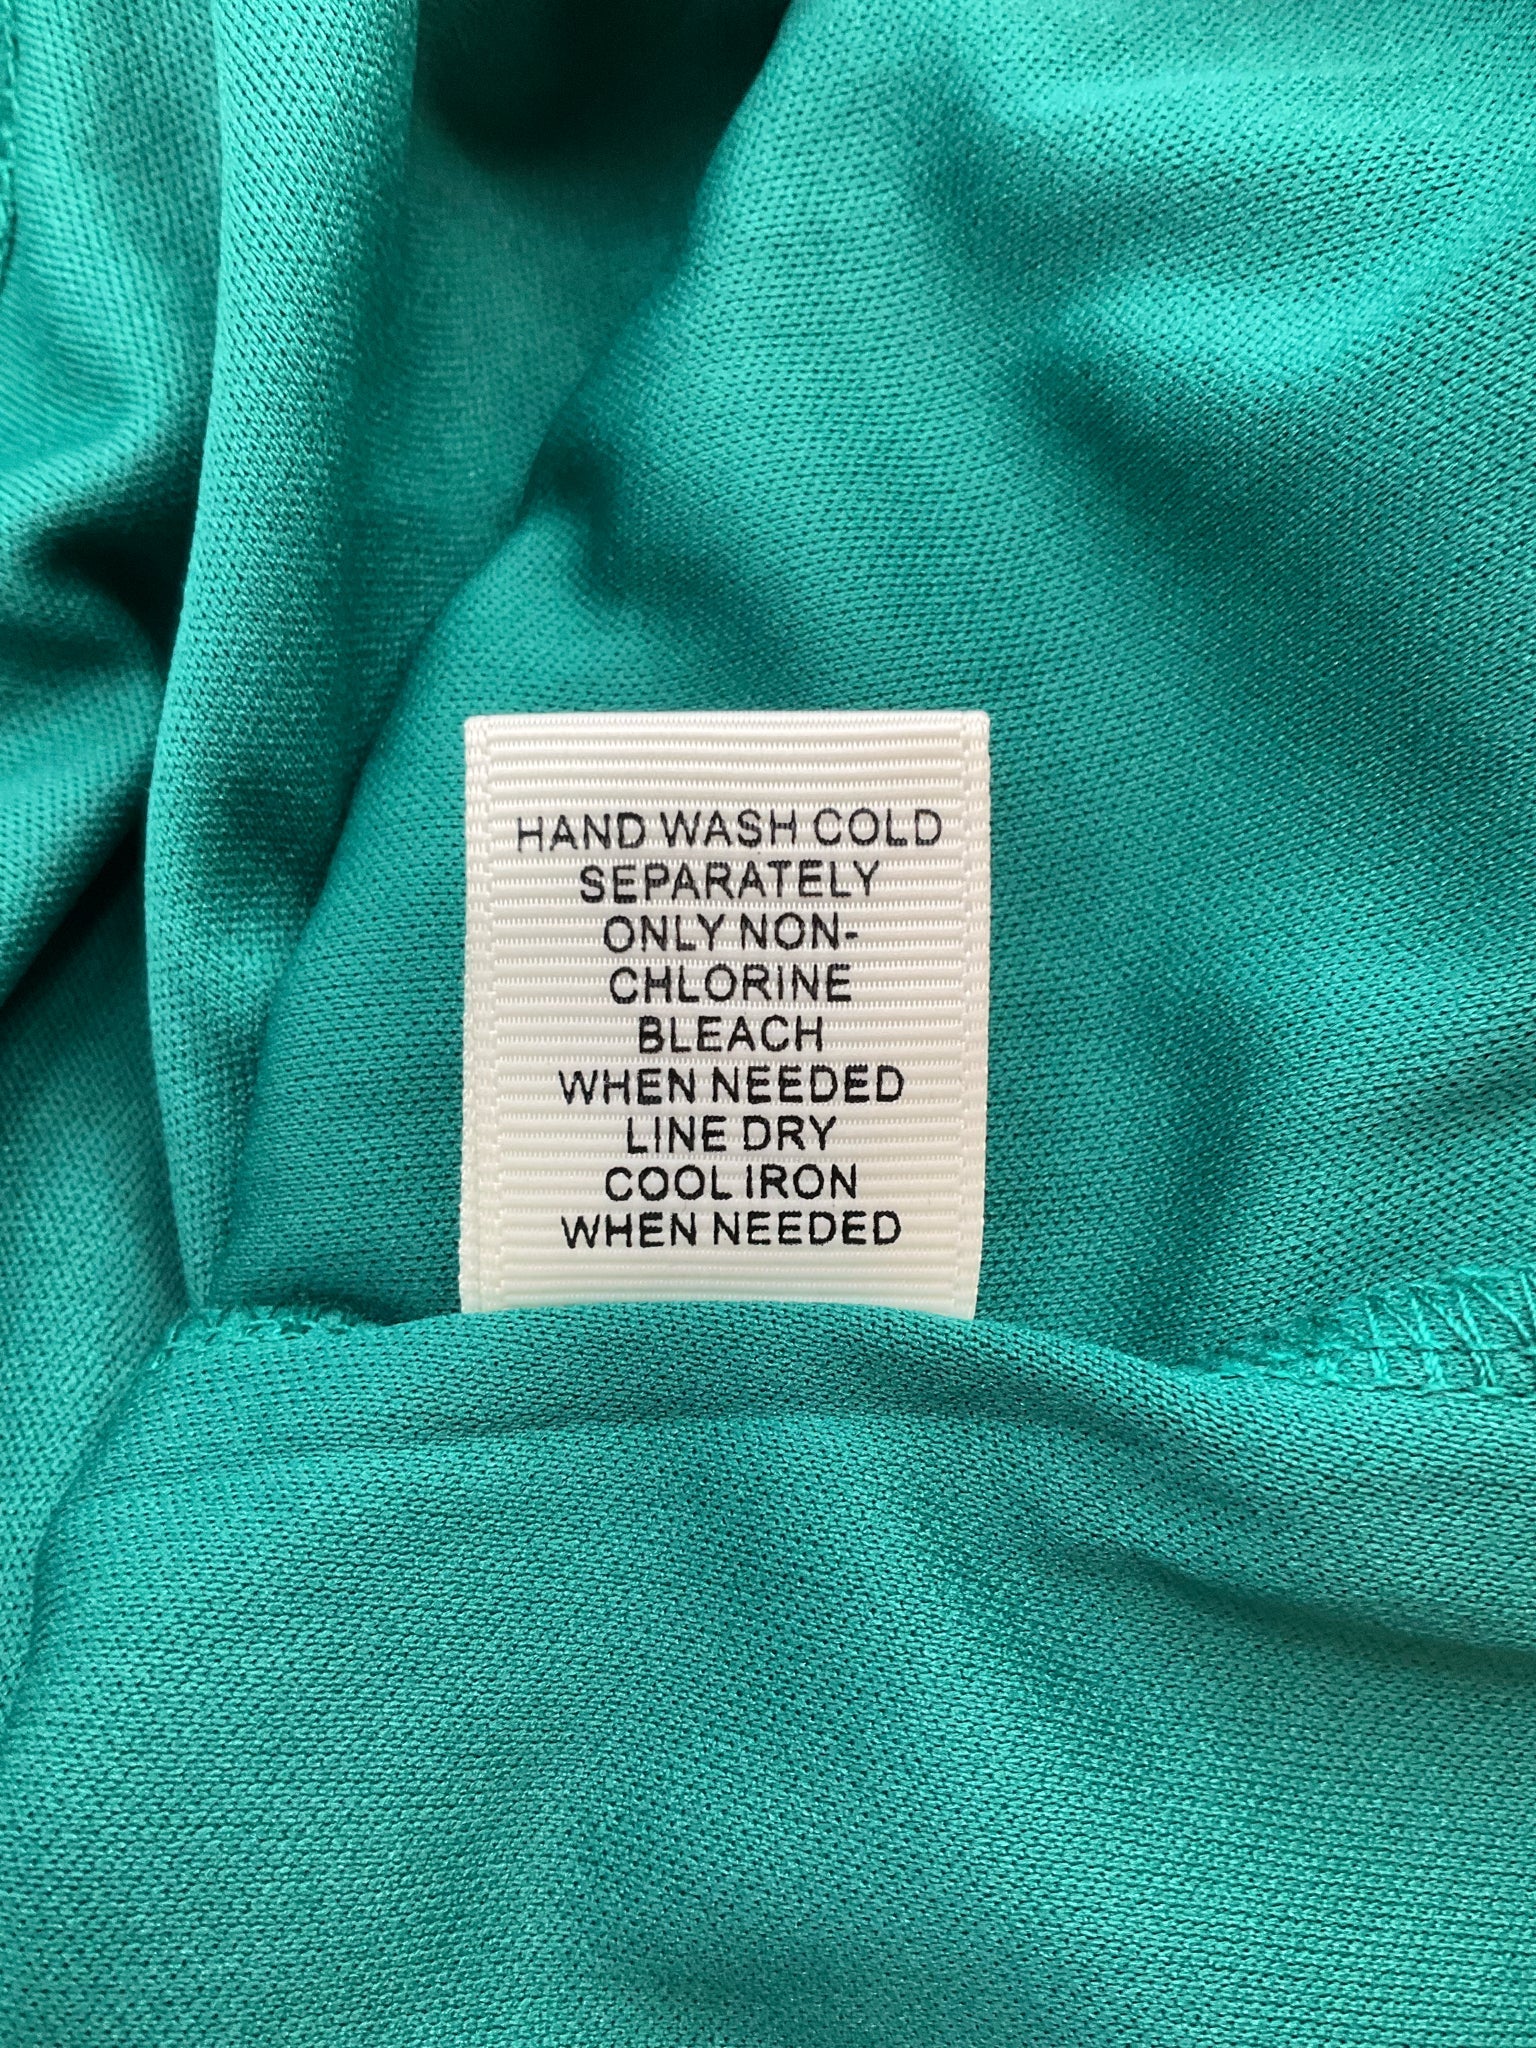 HAND WASH COLD
SEPARATELY
ONLY NON-
CHLORINE
BLEACH
WHEN NEEDED
LINE DRY
COOL IRON
WHEN NEEDED